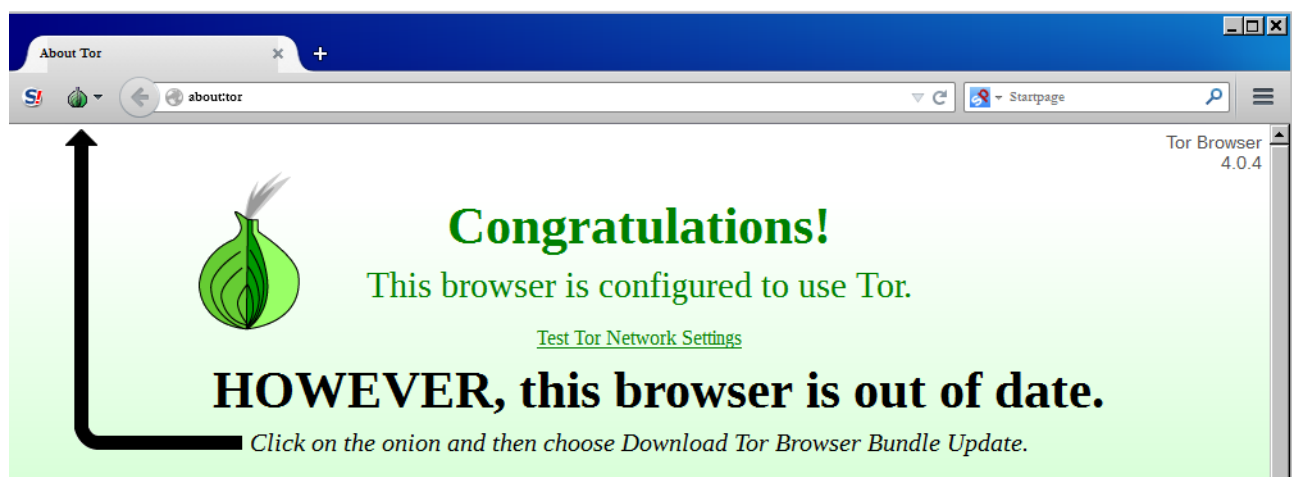 About Tor
about:tor
Startpage
Tor Browser
4.0.4
Congratulations!
This browser is configured to use Tor.
Test Tor Network Settings
HOWEVER, this browser is out of date.
Click on the onion and then choose Download Tor Browser Bundle Update.